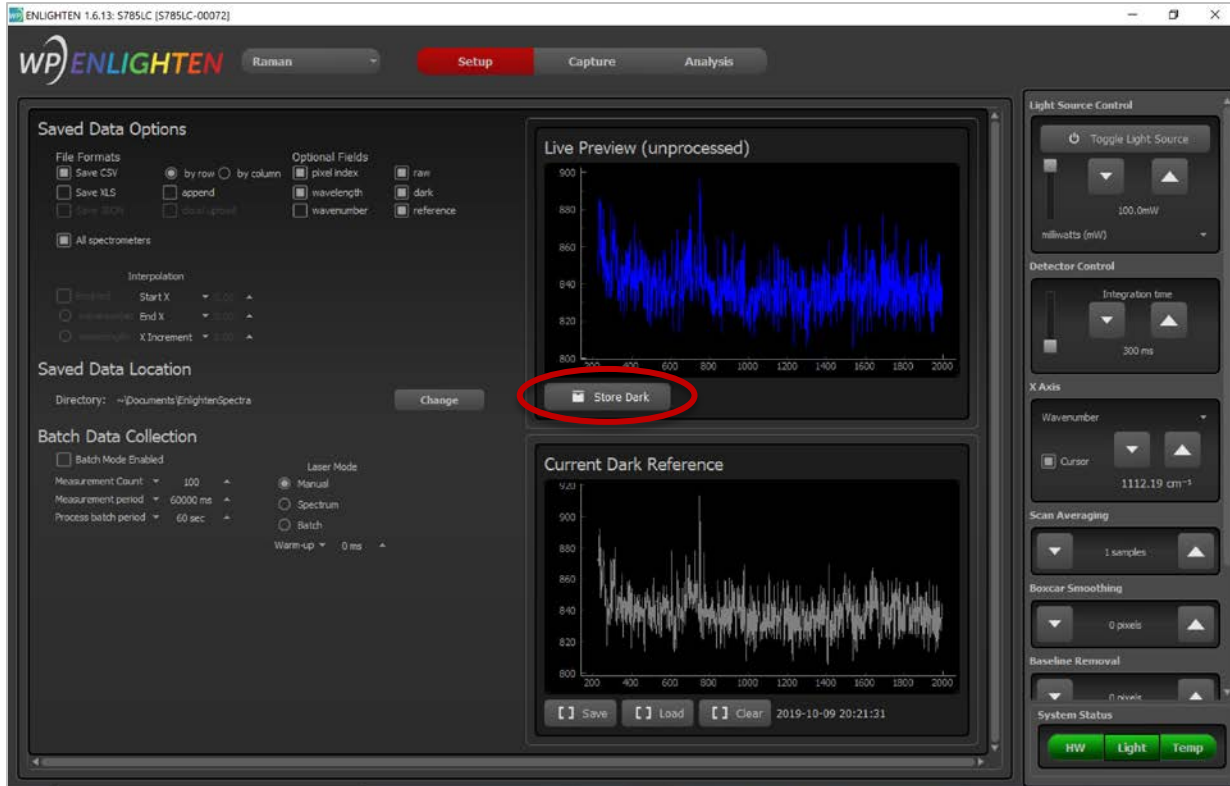 ENLIGHTEN 1.6.13: S785LC [S785LC-00072]
WP ENLIGHTEN
Raman
Setup
Capture
Analysis
Saved Data Options
File Formats
Optional Fields
Save CSV
by row
by column
pixel index
raw
Save XLS
append
wavelength
dark
wavenumber
reference
All spectrometers
Interpolation
Start X
End X
X Increment
Saved Data Location
Directory: ~\Documents\EnlightenSpectra
Change
Batch Data Collection
Batch Mode Enabled
Laser Mode
Measurement Count
100
Manual
Measurement period
60000 ms
Spectrum
Process batch period
60 sec
Batch
Warm-up
0 ms
Live Preview (unprocessed)
900
880
860
840
820
800
200 400 600 800 1000 1200 1400 1600 1800 2000
Store Dark
Current Dark Reference
920
900
880
860
840
820
800
200 400 600 800 1000 1200 1400 1600 1800 2000
Save
Load
Clear
2019-10-09 20:21:31
Light Source Control
Toggle Light Source
100.0mW
milliwatts (mW)
Detector Control
Integration time
300 ms
X Axis
Wavenumber
Cursor
1112.19 cm⁻¹
Scan Averaging
1 samples
Boxcar Smoothing
0 pixels
Baseline Removal
0 pixels
System Status
HW
Light
Temp